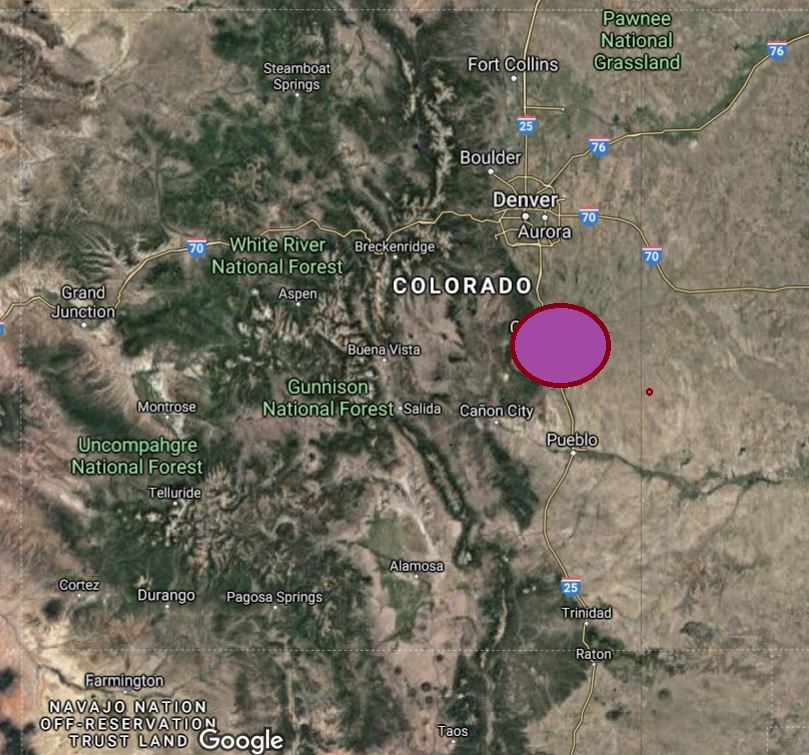 Pawnee
National
Grassland
76
Fort Collins
Steamboat
Springs
25
76
Boulder
Denver
70
Aurora
70
White River
National Forest
Breckenridge
70
COLORADO
Grand
Junction
Aspen
C
Buena Vista
Gunnison
National Forest
Salida
Cañon City
Montrose
Pueblo
Uncompahgre
National Forest
Telluride
Alamosa
25
Cortez
Durango
Pagosa Springs
Trinidad
Raton
Farmington
NAVAJO NATION
OFF-RESERVATION
TRUST LAND
Google
Taos